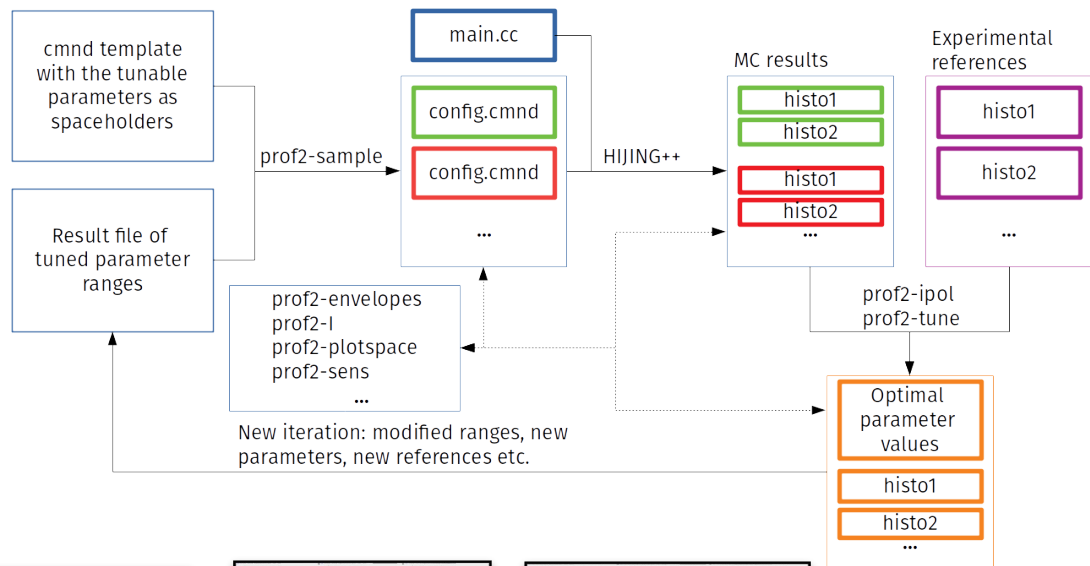 cmnd template
with the tunable
parameters as
spaceholders
Result file of
tuned parameter
ranges
prof2-sample
main.cc
config.cmnd
config.cmnd
...
HIJING++
MC results
histo1
histo2
histo1
histo2
...
Experimental
references
histo1
histo2
...
prof2-envelopes
prof2-I
prof2-plotspace
prof2-sens
...
prof2-ipol
prof2-tune
Optimal
parameter
values
histo1
histo2
...
New iteration: modified ranges, new
parameters, new references etc.